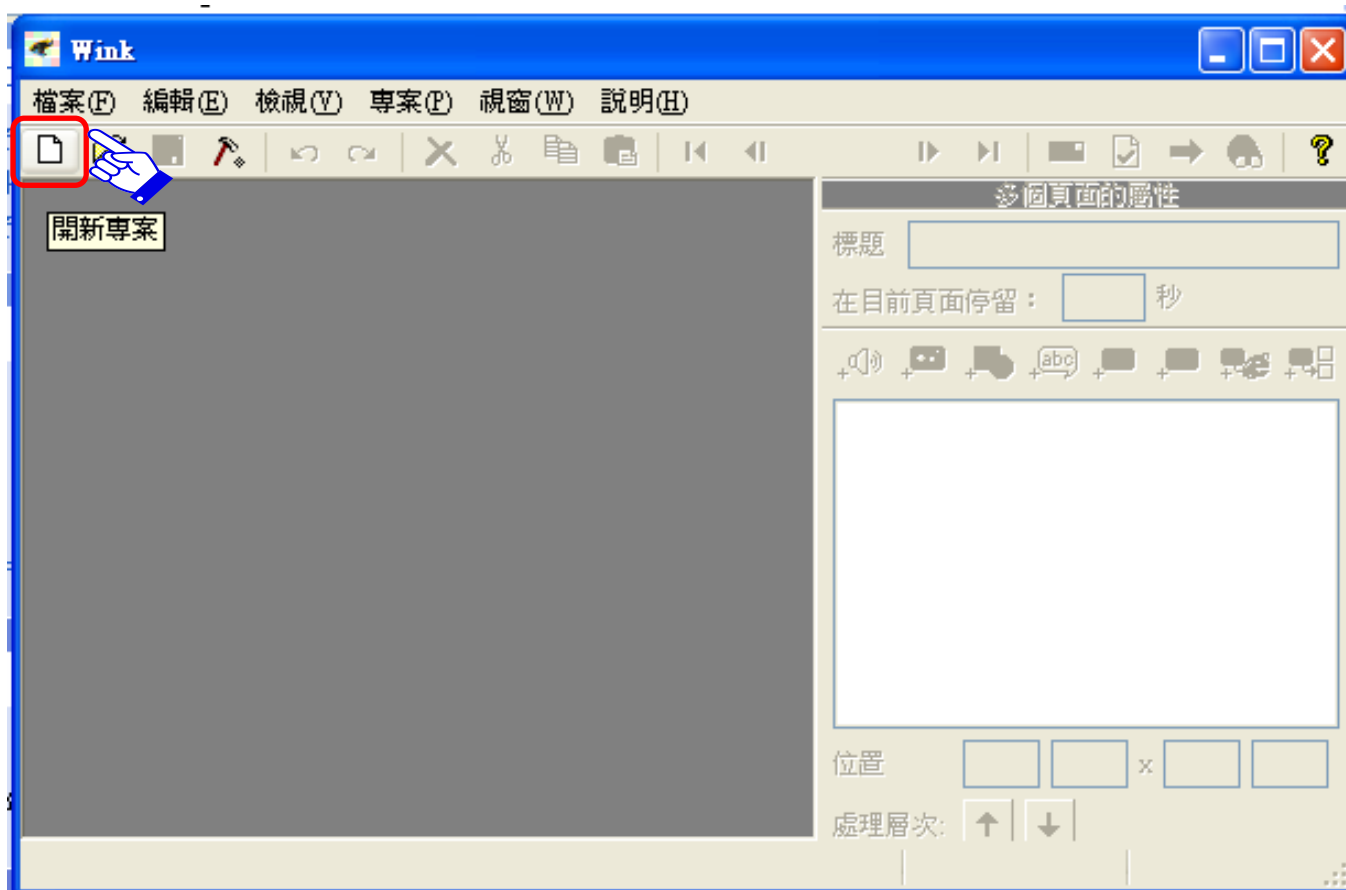 Wink
檔案(F) 編輯(E) 檢視(V) 專案(P) 視窗(W) 說明(H)
開新專案
多個頁面的屬性
標題
在目前頁面停留： 秒
abc
位置 x
處理層次: